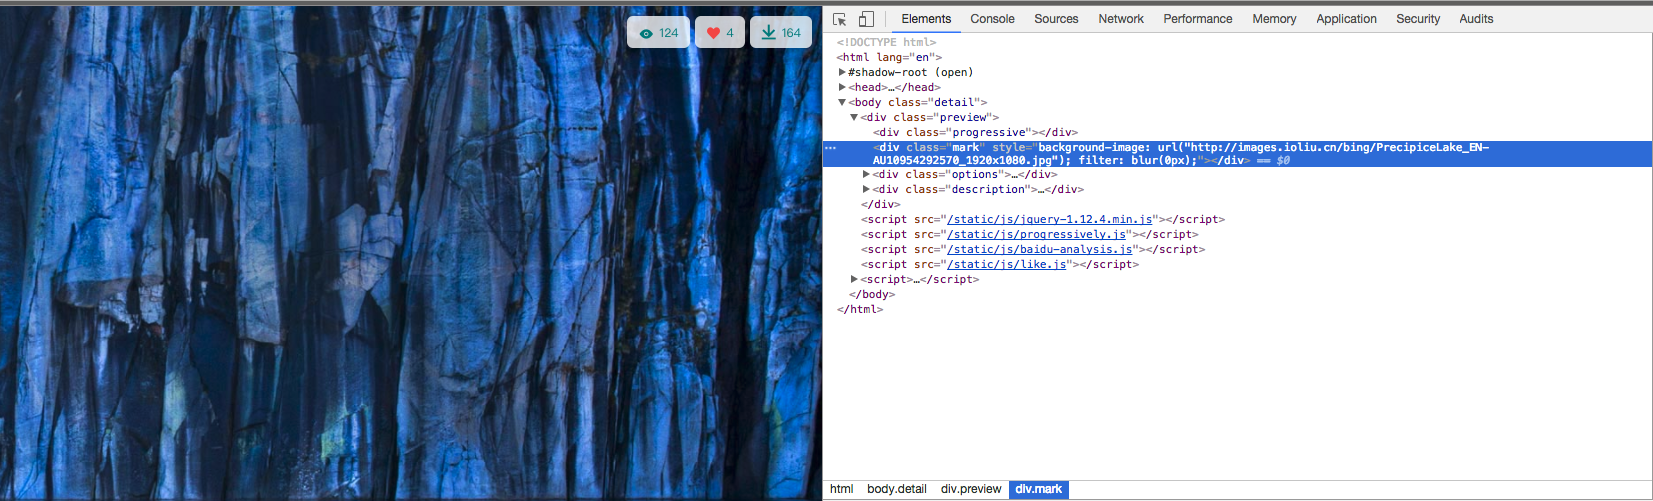 124 4 164
Elements Console Sources Network Performance Memory Application Security Audits
<!DOCTYPE html>
<html lang="en">
▶#shadow-root (open)
▶<head>…</head>
▼<body class="detail">
▼<div class="preview">
<div class="progressive"></div>
… <div class="mark" style="background-image: url("http://images.ioliu.cn/bing/PrecipiceLake_EN-
AU10954292570_1920x1080.jpg"); filter: blur(0px);"></div> == $0
▶<div class="options">…</div>
▶<div class="description">…</div>
</div>
<script src="/static/js/jquery-1.12.4.min.js"></script>
<script src="/static/js/progressively.js"></script>
<script src="/static/js/baidu-analysis.js"></script>
<script src="/static/js/like.js"></script>
▶<script>…</script>
</body>
</html>
html body.detail div.preview div.mark